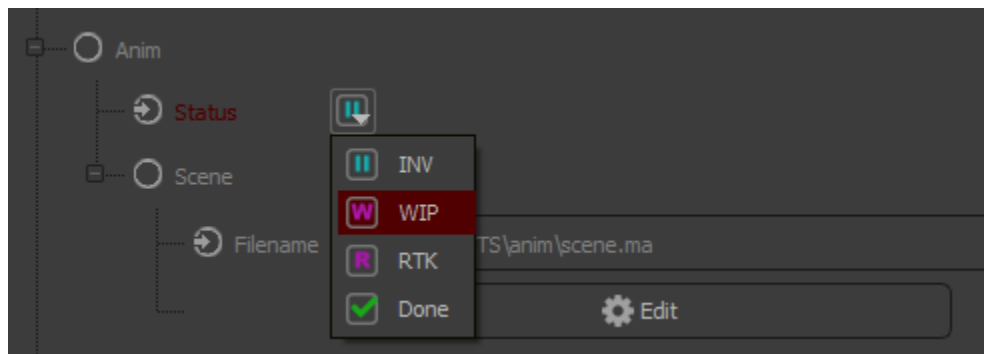 Anim
Status
INV
Scene
W WIP
Filename TS\anim\scene.ma
R RTK
Done
Edit